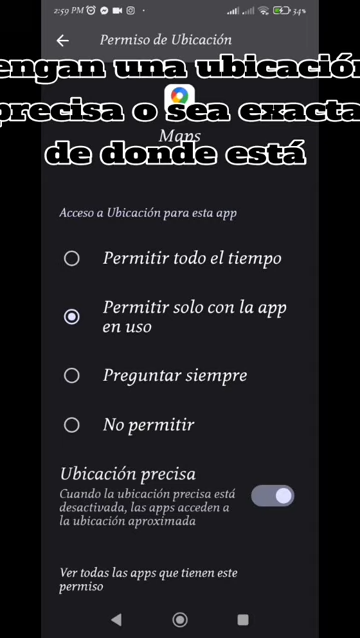 2:59 PM
34%
Permiso de Ubicación
engan una ubicación
precisa o sea exacta
Maps
de donde está
Acceso a Ubicación para esta app
Permitir todo el tiempo
Permitir solo con la app
en uso
Preguntar siempre
No permitir
Ubicación precisa
Cuando la ubicación precisa está
desactivada, las apps acceden a
la ubicación aproximada
Ver todas las apps que tienen este
permiso